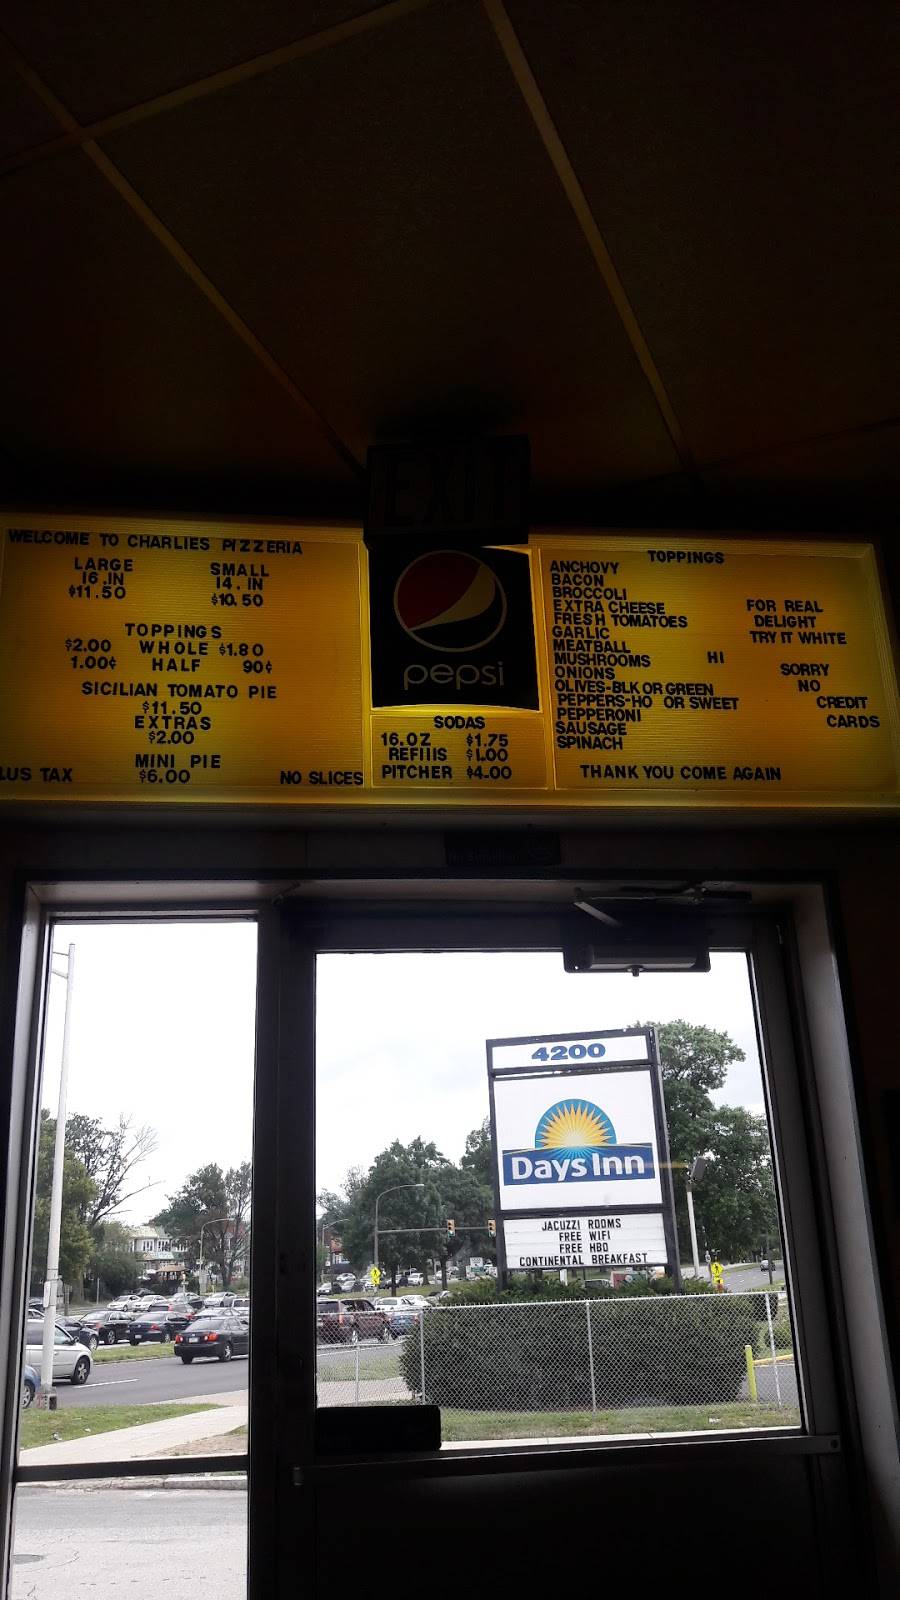 EXIT
WELCOME TO CHARLIES PIZZERIA
LARGE SMALL
16.IN 14.IN
$11.50 $10.50
TOPPINGS
$2.00 WHOLE $1.80
1.00¢ HALF 90¢
SICILIAN TOMATO PIE
$11.50
EXTRAS
$2.00
MINI PIE
$6.00
LUS TAX NO SLICES
pepsi
SODAS
16.OZ $1.75
REFIIIS $1.00
PITCHER $4.00
TOPPINGS
ANCHOVY
BACON
BROCCOLI
EXTRA CHEESE
FRESH TOMATOES
GARLIC
MEATBALL
MUSHROOMS HI
ONIONS
OLIVES-BLK OR GREEN
PEPPERS-HO OR SWEET
PEPPERONI
SAUSAGE
SPINACH
FOR REAL
DELIGHT
TRY IT WHITE
SORRY
NO
CREDIT
CARDS
THANK YOU COME AGAIN
4200
Days Inn
JACUZZI ROOMS
FREE WIFI
FREE HBO
CONTINENTAL BREAKFAST